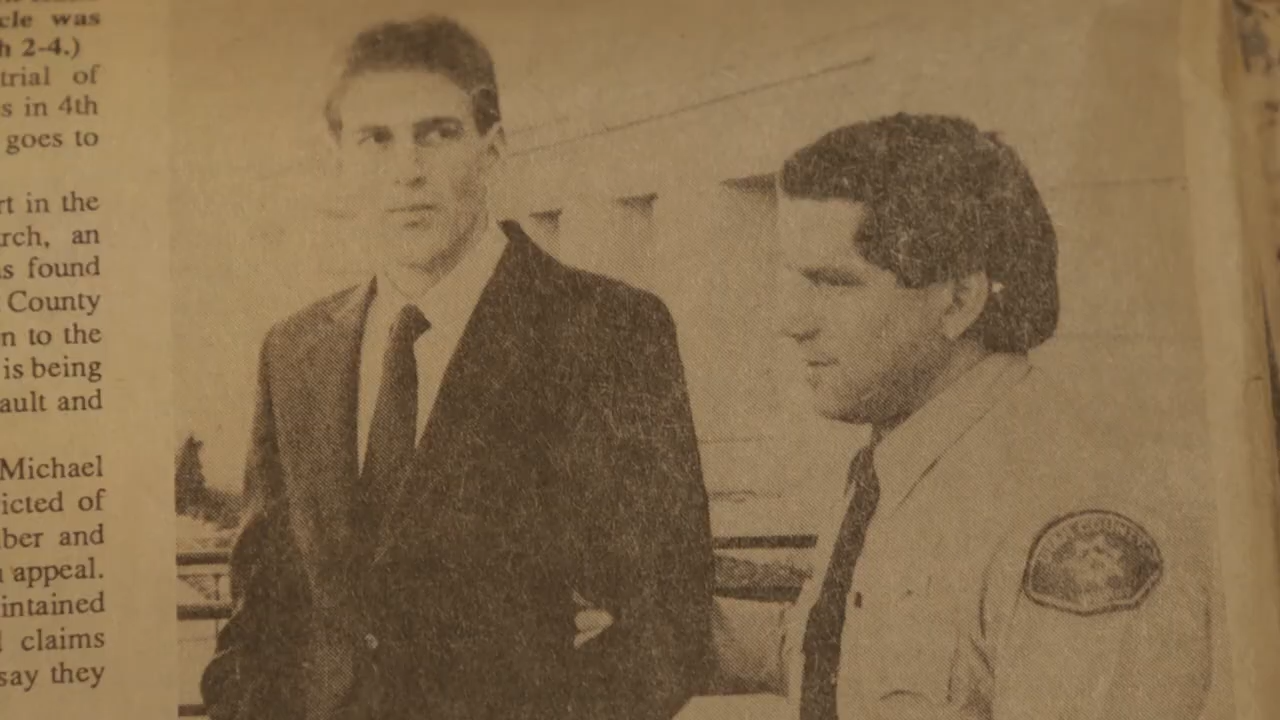 cle was
h 2-4.)
trial of
s in 4th
goes to
rt in the
rch, an
s found
County
n to the
is being
ault and
Michael
icted of
ber and
appeal.
intained
claims
say they
COUNTY